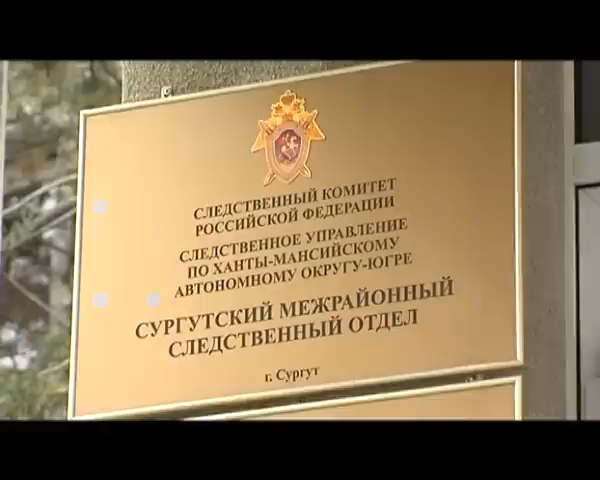 СЛЕДСТВЕННЫЙ КОМИТЕТ
РОССИЙСКОЙ ФЕДЕРАЦИИ
СЛЕДСТВЕННОЕ УПРАВЛЕНИЕ
ПО ХАНТЫ-МАНСИЙСКОМУ
АВТОНОМНОМУ ОКРУГУ-ЮГРЕ
СУРГУТСКИЙ МЕЖРАЙОННЫЙ
СЛЕДСТВЕННЫЙ ОТДЕЛ
г. Сургут